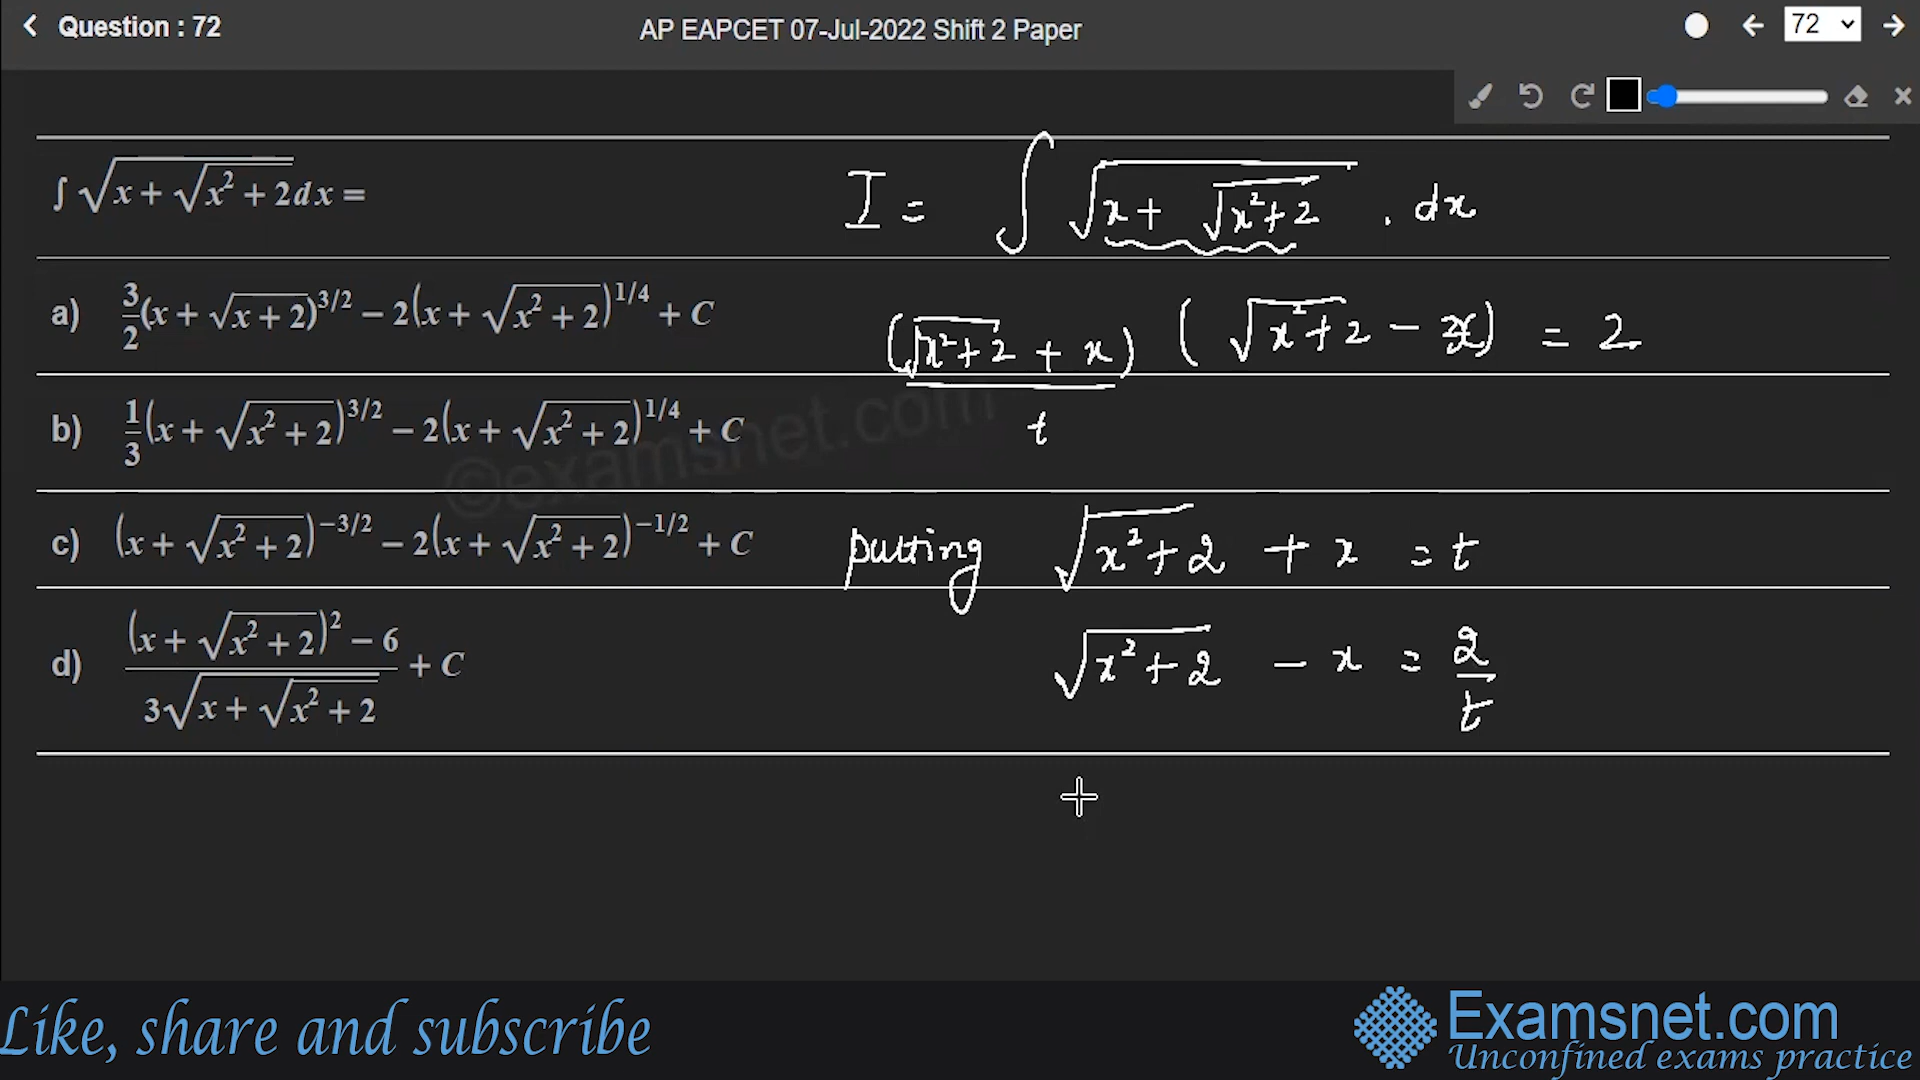 Question : 72
AP EAPCET 07-Jul-2022 Shift 2 Paper
72
∫ √(x + √(x² + 2)) dx =
a) 3/2 (x + √(x + 2))^3/2 − 2(x + √(x² + 2))^1/4 + C
b) 1/3 (x + √(x² + 2))^3/2 − 2(x + √(x² + 2))^1/4 + C
c) (x + √(x² + 2))^−3/2 − 2(x + √(x² + 2))^−1/2 + C
d) ((x + √(x² + 2))² − 6) / (3√(x + √(x² + 2))) + C
I = ∫ √(x + √(x²+2)) . dx
(√(x²+2) + x) (√(x²+2) − x) = 2
t
putting √(x²+2) + x = t
√(x²+2) − x = 2/t
©examsnet.com
Like, share and subscribe
Examsnet.com
Unconfined exams practice